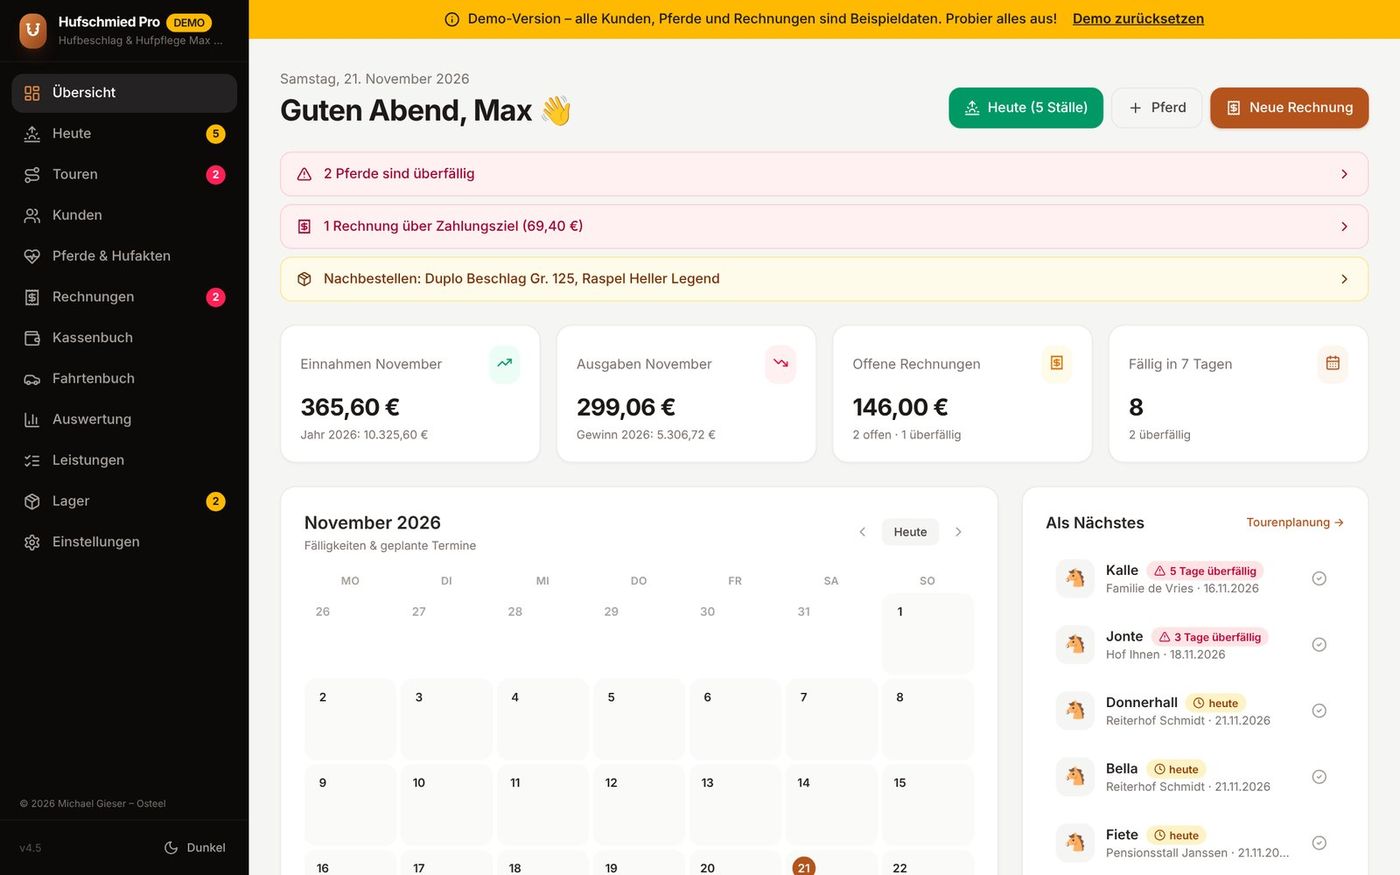 Hufschmied Pro DEMO
Hufbeschlag & Hufpflege Max ...
Übersicht
Heute 5
Touren 2
Kunden
Pferde & Hufakten
Rechnungen 2
Kassenbuch
Fahrtenbuch
Auswertung
Leistungen
Lager 2
Einstellungen
© 2026 Michael Gieser – Osteel
v4.5 Dunkel
Demo-Version – alle Kunden, Pferde und Rechnungen sind Beispieldaten. Probier alles aus! Demo zurücksetzen
Samstag, 21. November 2026
Guten Abend, Max 👋
Heute (5 Ställe) + Pferd Neue Rechnung
2 Pferde sind überfällig
1 Rechnung über Zahlungsziel (69,40 €)
Nachbestellen: Duplo Beschlag Gr. 125, Raspel Heller Legend
Einnahmen November
365,60 €
Jahr 2026: 10.325,60 €
Ausgaben November
299,06 €
Gewinn 2026: 5.306,72 €
Offene Rechnungen
146,00 €
2 offen · 1 überfällig
Fällig in 7 Tagen
8
2 überfällig
November 2026
Fälligkeiten & geplante Termine
Heute
MO DI MI DO FR SA SO
26 27 28 29 30 31 1
2 3 4 5 6 7 8
9 10 11 12 13 14 15
16 17 18 19 20 21 22
Als Nächstes Tourenplanung →
Kalle 5 Tage überfällig
Familie de Vries · 16.11.2026
Jonte 3 Tage überfällig
Hof Ihnen · 18.11.2026
Donnerhall heute
Reiterhof Schmidt · 21.11.2026
Bella heute
Reiterhof Schmidt · 21.11.2026
Fiete heute
Pensionsstall Janssen · 21.11.20...